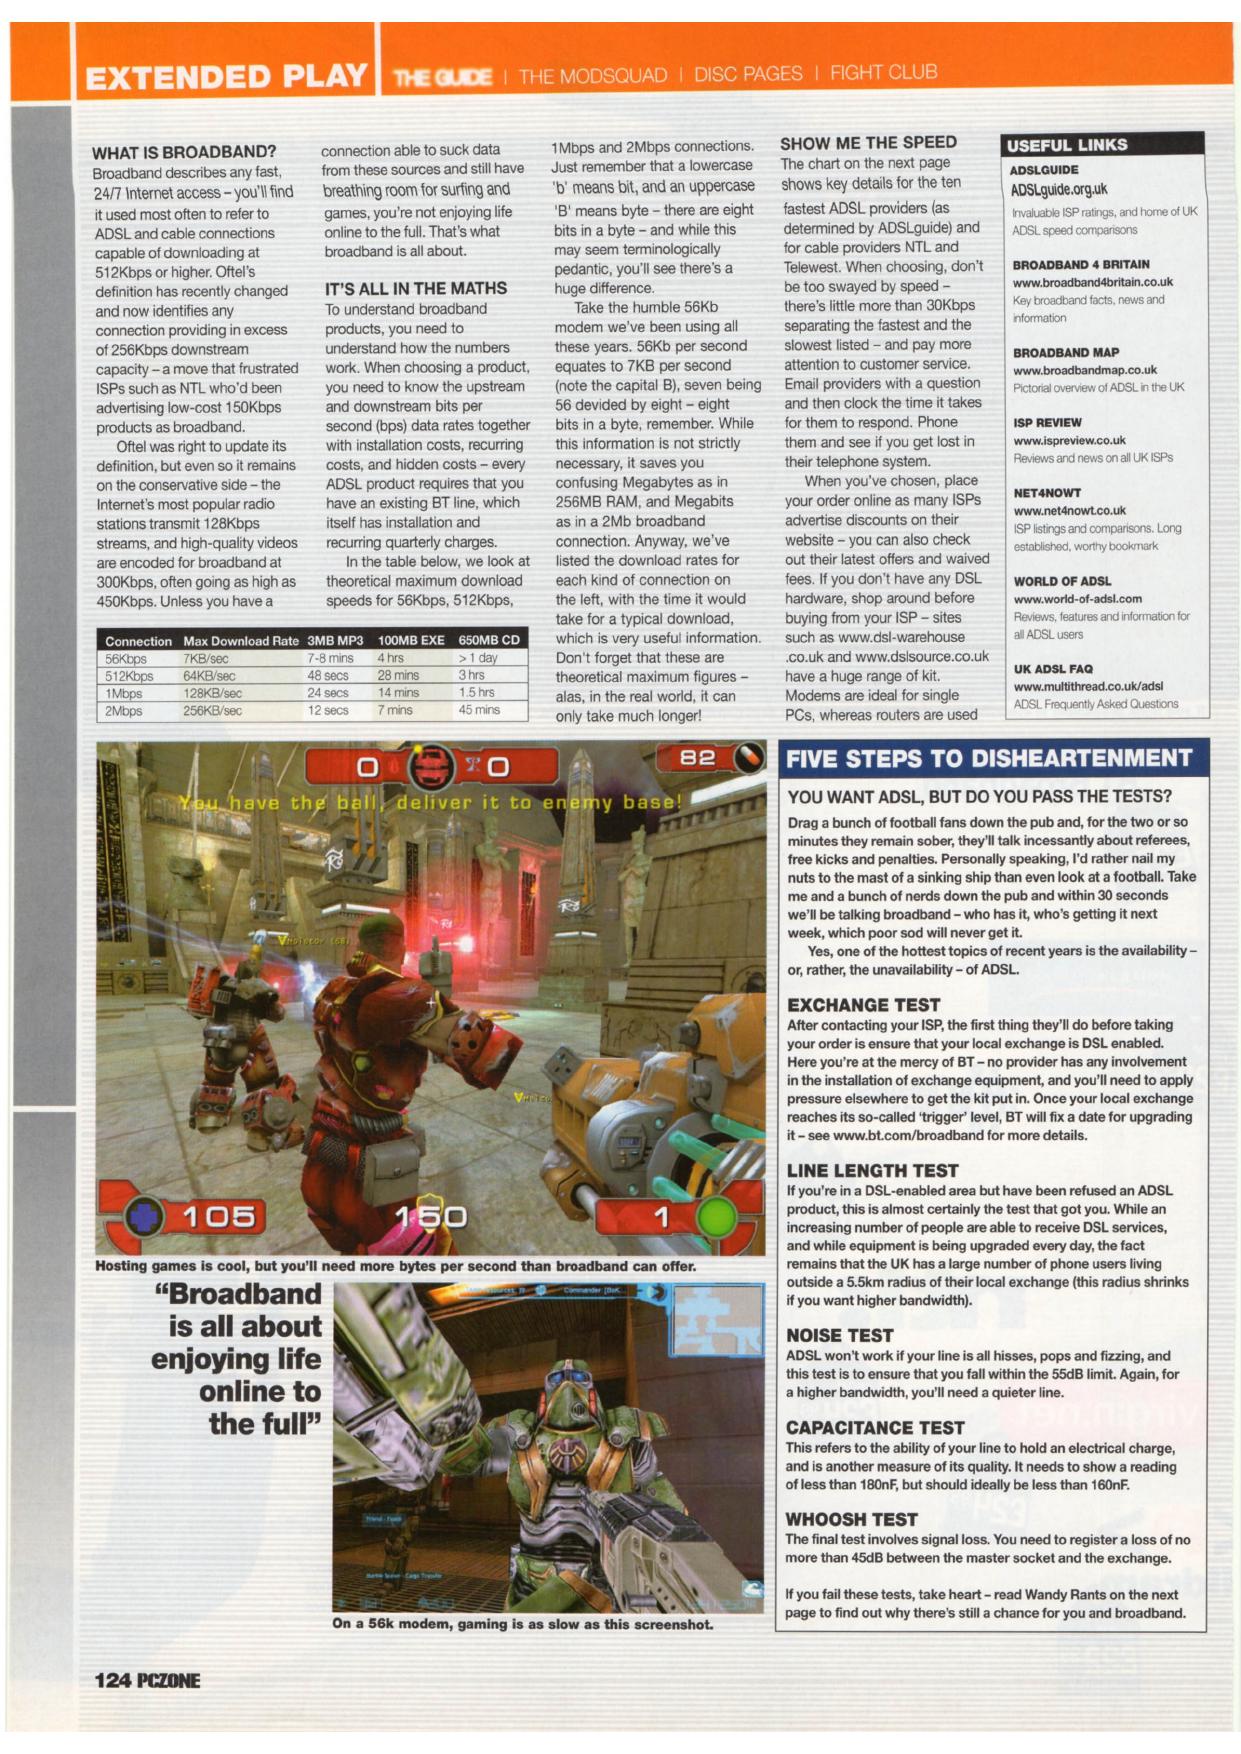 EXTENDED PLAY
THE GUIDE | THE MODSQUAD | DISC PAGES | FIGHT CLUB
WHAT IS BROADBAND?
Broadband describes any fast,
24/7 Internet access – you'll find
it used most often to refer to
ADSL and cable connections
capable of downloading at
512Kbps or higher. Oftel's
definition has recently changed
and now identifies any
connection providing in excess
of 256Kbps downstream
capacity – a move that frustrated
ISPs such as NTL who'd been
advertising low-cost 150Kbps
products as broadband.
Oftel was right to update its
definition, but even so it remains
on the conservative side – the
Internet's most popular radio
stations transmit 128Kbps
streams, and high-quality videos
are encoded for broadband at
300Kbps, often going as high as
450Kbps. Unless you have a
connection able to suck data
from these sources and still have
breathing room for surfing and
games, you're not enjoying life
online to the full. That's what
broadband is all about.
IT'S ALL IN THE MATHS
To understand broadband
products, you need to
understand how the numbers
work. When choosing a product,
you need to know the upstream
and downstream bits per
second (bps) data rates together
with installation costs, recurring
costs, and hidden costs – every
ADSL product requires that you
have an existing BT line, which
itself has installation and
recurring quarterly charges.
In the table below, we look at
theoretical maximum download
speeds for 56Kbps, 512Kbps,
1Mbps and 2Mbps connections.
Just remember that a lowercase
'b' means bit, and an uppercase
'B' means byte – there are eight
bits in a byte – and while this
may seem terminologically
pedantic, you'll see there's a
huge difference.
Take the humble 56Kb
modem we've been using all
these years. 56Kb per second
equates to 7KB per second
(note the capital B), seven being
56 devided by eight – eight
bits in a byte, remember. While
this information is not strictly
necessary, it saves you
confusing Megabytes as in
256MB RAM, and Megabits
as in a 2Mb broadband
connection. Anyway, we've
listed the download rates for
each kind of connection on
the left, with the time it would
take for a typical download,
which is very useful information.
Don't forget that these are
theoretical maximum figures –
alas, in the real world, it can
only take much longer!
SHOW ME THE SPEED
The chart on the next page
shows key details for the ten
fastest ADSL providers (as
determined by ADSLguide) and
for cable providers NTL and
Telewest. When choosing, don't
be too swayed by speed –
there's little more than 30Kbps
separating the fastest and the
slowest listed – and pay more
attention to customer service.
Email providers with a question
and then clock the time it takes
for them to respond. Phone
them and see if you get lost in
their telephone system.
When you've chosen, place
your order online as many ISPs
advertise discounts on their
website – you can also check
out their latest offers and waived
fees. If you don't have any DSL
hardware, shop around before
buying from your ISP – sites
such as www.dsl-warehouse
.co.uk and www.dslsource.co.uk
have a huge range of kit.
Modems are ideal for single
PCs, whereas routers are used
USEFUL LINKS
ADSLGUIDE
ADSLguide.org.uk
Invaluable ISP ratings, and home of UK
ADSL speed comparisons
BROADBAND 4 BRITAIN
www.broadband4britain.co.uk
Key broadband facts, news and
information
BROADBAND MAP
www.broadbandmap.co.uk
Pictorial overview of ADSL in the UK
ISP REVIEW
www.ispreview.co.uk
Reviews and news on all UK ISPs
NET4NOWT
www.net4nowt.co.uk
ISP listings and comparisons. Long
established, worthy bookmark
WORLD OF ADSL
www.world-of-adsl.com
Reviews, features and information for
all ADSL users
UK ADSL FAQ
www.multithread.co.uk/adsl
ADSL Frequently Asked Questions
Connection Max Download Rate 3MB MP3 100MB EXE 650MB CD
56Kbps 7KB/sec 7-8 mins 4 hrs > 1 day
512Kbps 64KB/sec 48 secs 28 mins 3 hrs
1Mbps 128KB/sec 24 secs 14 mins 1.5 hrs
2Mbps 256KB/sec 12 secs 7 mins 45 mins
0 0
82
You have the ball, deliver it to enemy base!
105
150
1
Hosting games is cool, but you'll need more bytes per second than broadband can offer.
"Broadband
is all about
enjoying life
online to
the full"
On a 56k modem, gaming is as slow as this screenshot.
FIVE STEPS TO DISHEARTENMENT
YOU WANT ADSL, BUT DO YOU PASS THE TESTS?
Drag a bunch of football fans down the pub and, for the two or so
minutes they remain sober, they'll talk incessantly about referees,
free kicks and penalties. Personally speaking, I'd rather nail my
nuts to the mast of a sinking ship than even look at a football. Take
me and a bunch of nerds down the pub and within 30 seconds
we'll be talking broadband – who has it, who's getting it next
week, which poor sod will never get it.
Yes, one of the hottest topics of recent years is the availability –
or, rather, the unavailability – of ADSL.
EXCHANGE TEST
After contacting your ISP, the first thing they'll do before taking
your order is ensure that your local exchange is DSL enabled.
Here you're at the mercy of BT – no provider has any involvement
in the installation of exchange equipment, and you'll need to apply
pressure elsewhere to get the kit put in. Once your local exchange
reaches its so-called 'trigger' level, BT will fix a date for upgrading
it – see www.bt.com/broadband for more details.
LINE LENGTH TEST
If you're in a DSL-enabled area but have been refused an ADSL
product, this is almost certainly the test that got you. While an
increasing number of people are able to receive DSL services,
and while equipment is being upgraded every day, the fact
remains that the UK has a large number of phone users living
outside a 5.5km radius of their local exchange (this radius shrinks
if you want higher bandwidth).
NOISE TEST
ADSL won't work if your line is all hisses, pops and fizzing, and
this test is to ensure that you fall within the 55dB limit. Again, for
a higher bandwidth, you'll need a quieter line.
CAPACITANCE TEST
This refers to the ability of your line to hold an electrical charge,
and is another measure of its quality. It needs to show a reading
of less than 180nF, but should ideally be less than 160nF.
WHOOSH TEST
The final test involves signal loss. You need to register a loss of no
more than 45dB between the master socket and the exchange.
If you fail these tests, take heart – read Wandy Rants on the next
page to find out why there's still a chance for you and broadband.
124 PCZONE